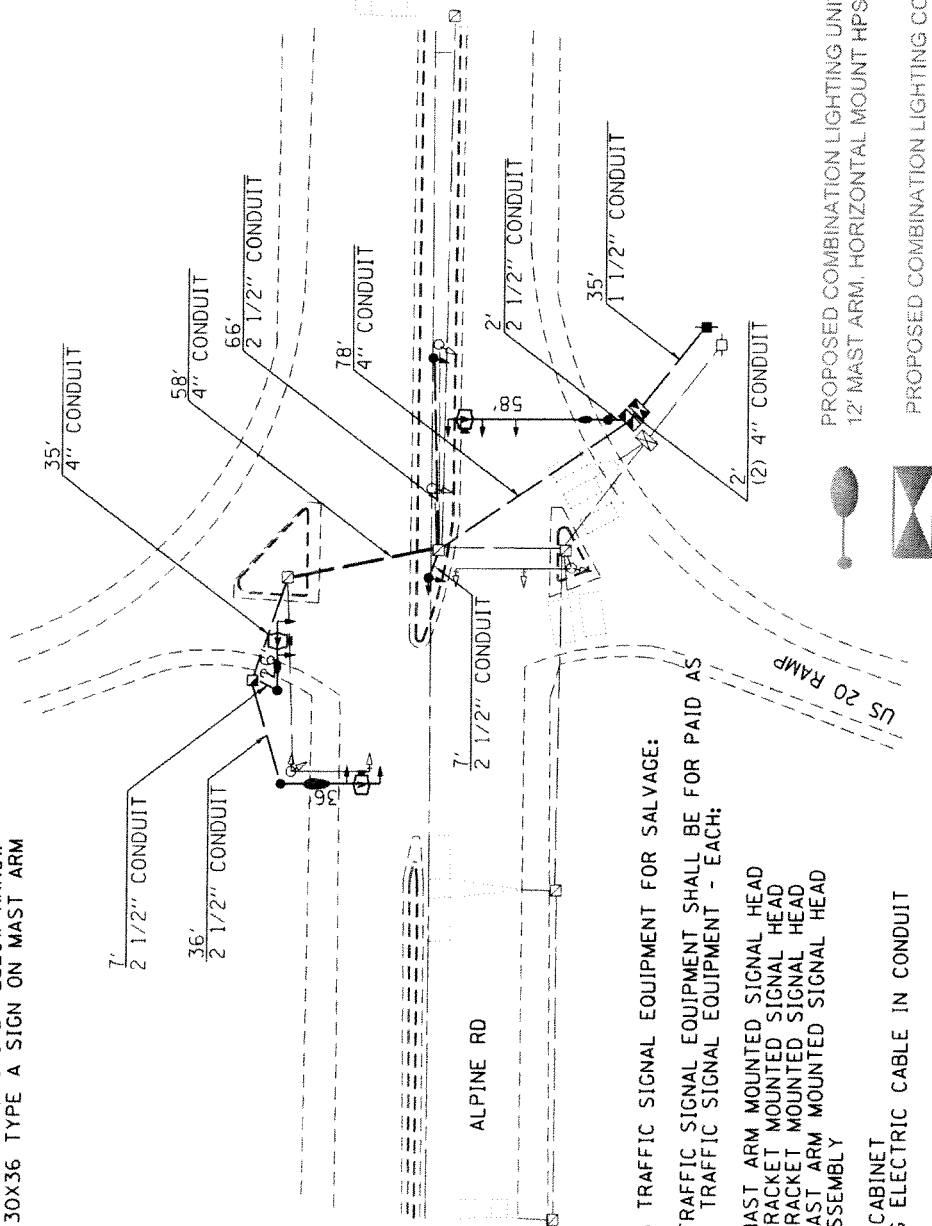 30X36 TYPE A SIGN ON MAST ARM
35'
4" CONDUIT
58'
4" CONDUIT
66'
2 1/2" CONDUIT
78'
4" CONDUIT
2'
2 1/2" CONDUIT
35'
1 1/2" CONDUIT
7'
2 1/2" CONDUIT
36'
2 1/2" CONDUIT
26'
36'
58'
7'
2 1/2" CONDUIT
2'
(2) 4" CONDUIT
ALPINE RD
US 20 RAMP
TRAFFIC SIGNAL EQUIPMENT FOR SALVAGE:
TRAFFIC SIGNAL EQUIPMENT SHALL BE FOR PAID AS
TRAFFIC SIGNAL EQUIPMENT - EACH:
MAST ARM MOUNTED SIGNAL HEAD
BRACKET MOUNTED SIGNAL HEAD
BRACKET MOUNTED SIGNAL HEAD
MAST ARM MOUNTED SIGNAL HEAD
ASSEMBLY
CABINET
ELECTRIC CABLE IN CONDUIT
PROPOSED COMBINATION LIGHTING
12' MAST ARM, HORIZONTAL MOUNT HPS
PROPOSED COMBINATION LIGHTING